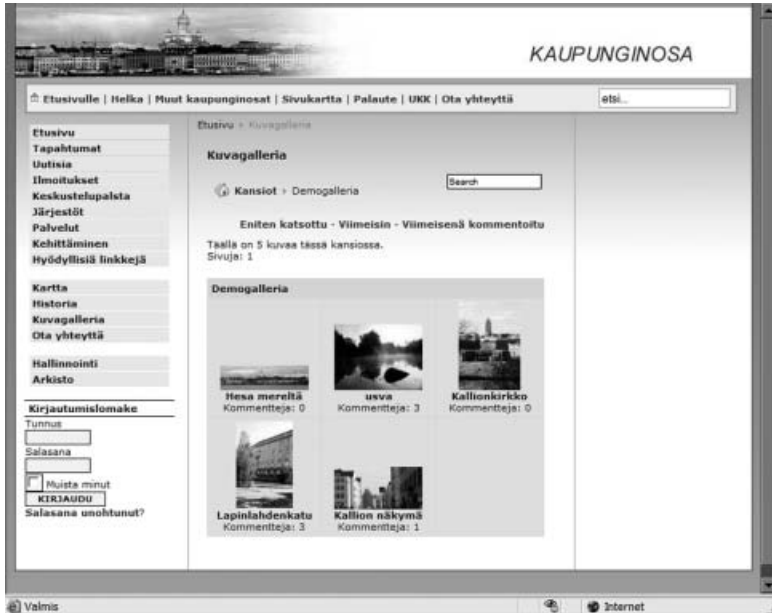 KAUPUNGINOSA
Etusivulle | Helka | Muut kaupunginosat | Sivukartta | Palaute | UKK | Ota yhteyttä
etsi...
Etusivu
Tapahtumat
Uutisia
Ilmoitukset
Keskustelupalsta
Järjestöt
Palvelut
Kehittäminen
Hyödyllisiä linkkejä
Kartta
Historia
Kuvagalleria
Ota yhteyttä
Hallinnointi
Arkisto
Kirjautumislomake
Tunnus
Salasana
Muista minut
KIRJAUDU
Salasana unohtunut?
Etusivu › Kuvagalleria
Kuvagalleria
Search
Kansiot › Demogalleria
Eniten katsottu - Viimeisin - Viimeisenä kommentoitu
Täällä on 5 kuvaa tässä kansiossa.
Sivuja: 1
Demogalleria
Hesa mereltä usva Kallionkirkko
Kommentteja: 0 Kommentteja: 3 Kommentteja: 0
Lapinlahdenkatu Kallion näkymä
Kommentteja: 3 Kommentteja: 1
Valmis Internet